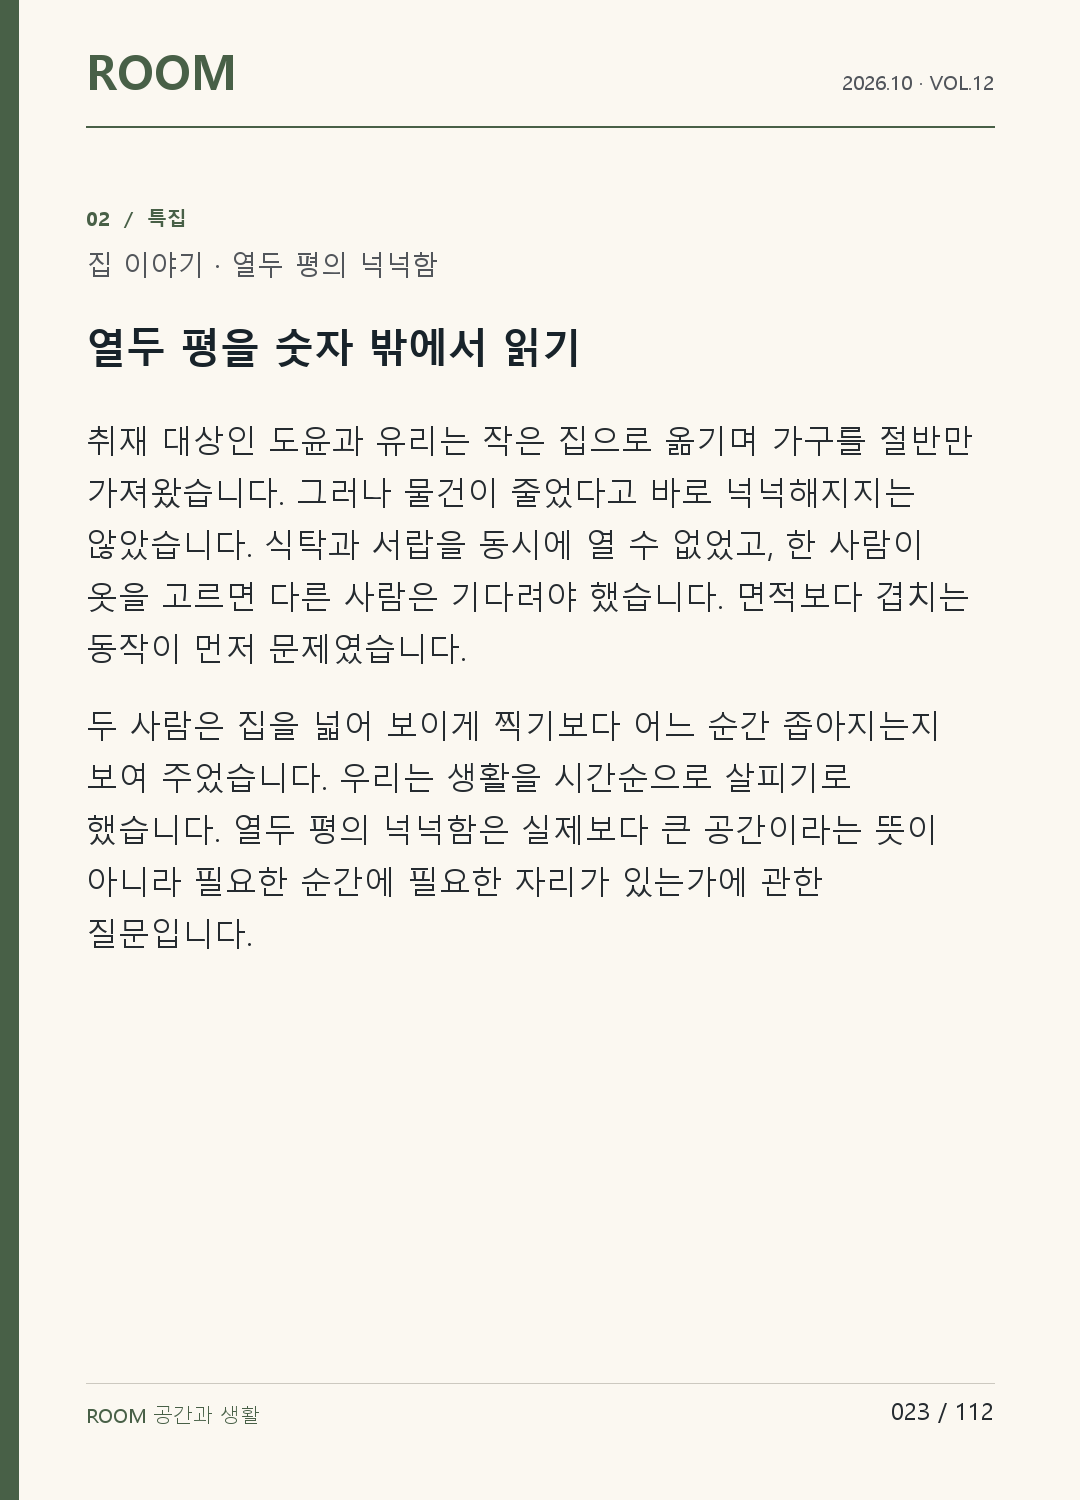 ROOM
2026.10 · VOL.12
02 / 특집
집 이야기 · 열두 평의 넉넉함
열두 평을 숫자 밖에서 읽기
취재 대상인 도윤과 유리는 작은 집으로 옮기며 가구를 절반만
가져왔습니다. 그러나 물건이 줄었다고 바로 넉넉해지지는
않았습니다. 식탁과 서랍을 동시에 열 수 없었고, 한 사람이
옷을 고르면 다른 사람은 기다려야 했습니다. 면적보다 겹치는
동작이 먼저 문제였습니다.
두 사람은 집을 넓어 보이게 찍기보다 어느 순간 좁아지는지
보여 주었습니다. 우리는 생활을 시간순으로 살피기로
했습니다. 열두 평의 넉넉함은 실제보다 큰 공간이라는 뜻이
아니라 필요한 순간에 필요한 자리가 있는가에 관한
질문입니다.
ROOM 공간과 생활
023 / 112